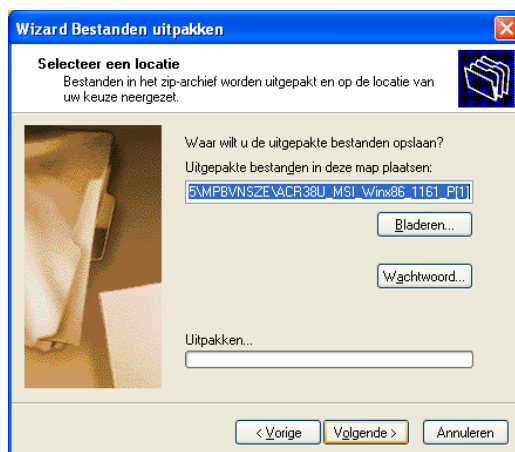 Wizard Bestanden uitpakken
Selecteer een locatie
Bestanden in het zip-archief worden uitgepakt en op de locatie van
uw keuze neergezet.
Waar wilt u de uitgepakte bestanden opslaan?
Uitgepakte bestanden in deze map plaatsen:
5\MPBVNSZE\ACR38U_MSI_Winx86_1161_P[1]
Bladeren...
Wachtwoord...
Uitpakken...
< Vorige
Volgende >
Annuleren